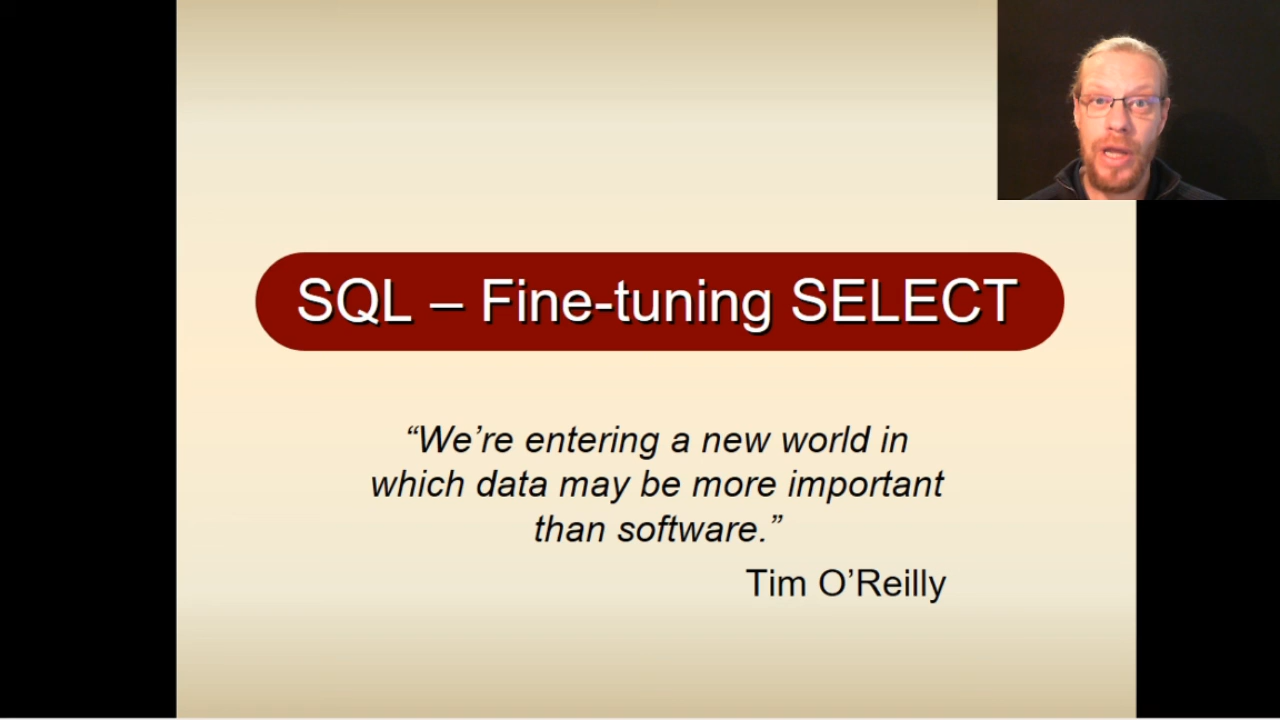 SQL – Fine-tuning SELECT
“We’re entering a new world in
which data may be more important
than software.”
Tim O’Reilly